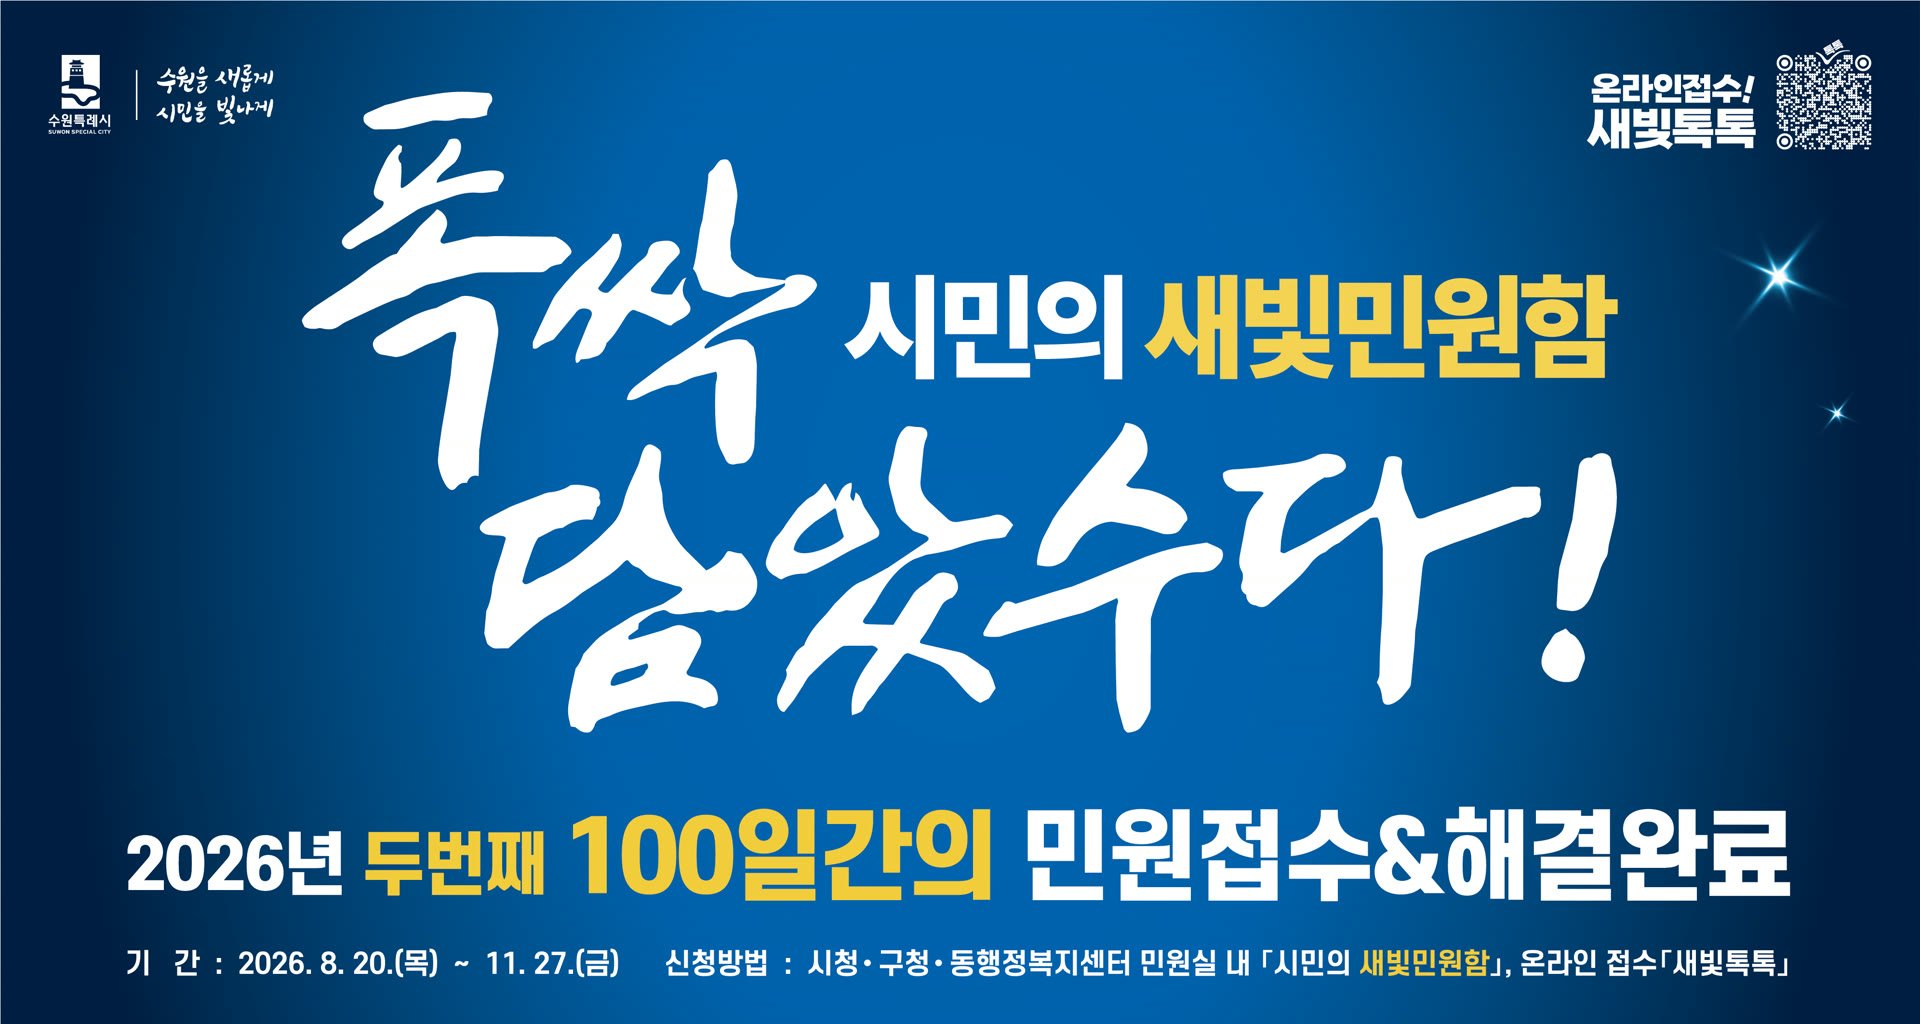 수원특례시
SUWON SPECIAL CITY
수원을 새롭게
시민을 빛나게
온라인접수!
새빛톡톡
톡톡
폭싹 시민의 새빛민원함
담았수다!
2026년 두번째 100일간의 민원접수&해결완료
기 간 : 2026. 8. 20.(목) ~ 11. 27.(금) 신청방법 : 시청·구청·동행정복지센터 민원실 내 「시민의 새빛민원함」, 온라인 접수「새빛톡톡」